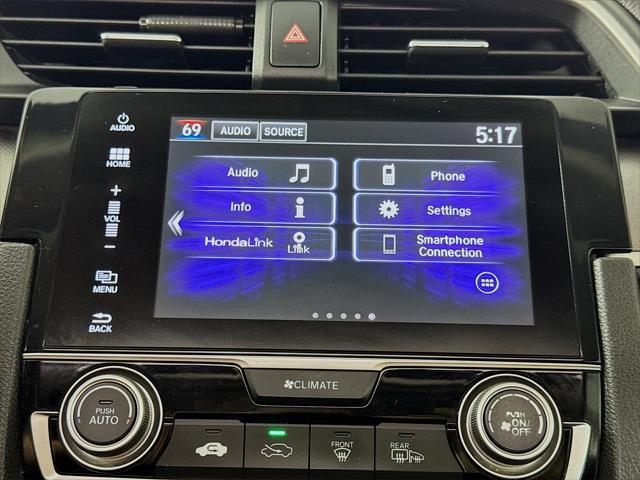 AUDIO
HOME
+
VOL
−
MENU
BACK
69 AUDIO SOURCE 5:17
Audio
Phone
Info
i
Settings
HondaLink
Link
Smartphone
Connection
CLIMATE
PUSH
AUTO
FRONT
REAR
PUSH
ON/
OFF